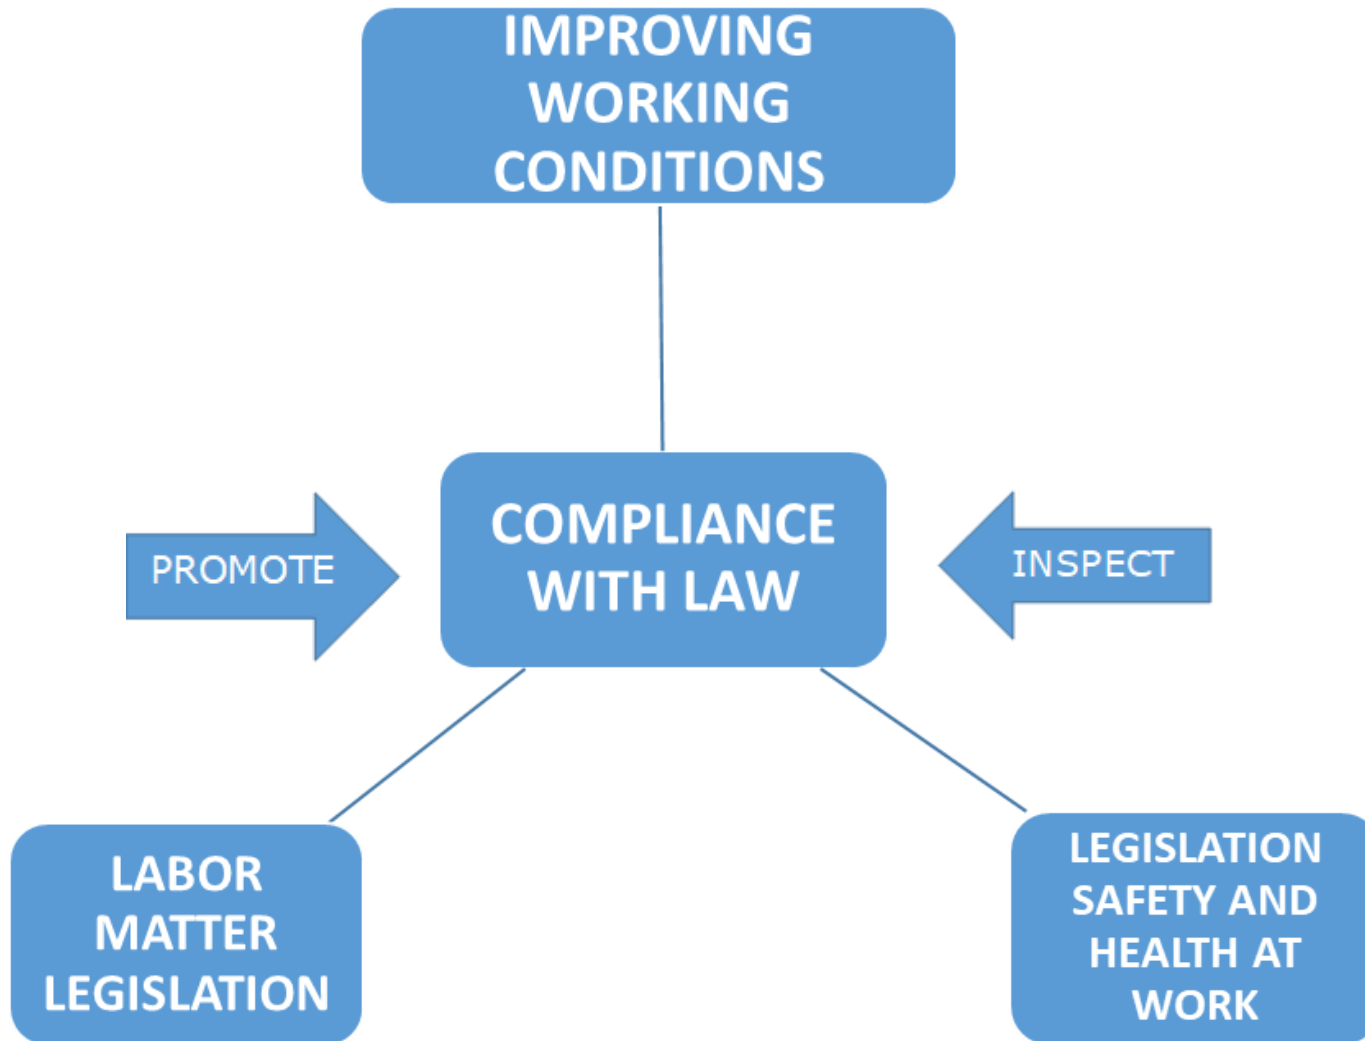 IMPROVING
WORKING
CONDITIONS
PROMOTE
COMPLIANCE
WITH LAW
INSPECT
LABOR
MATTER
LEGISLATION
LEGISLATION
SAFETY AND
HEALTH AT
WORK